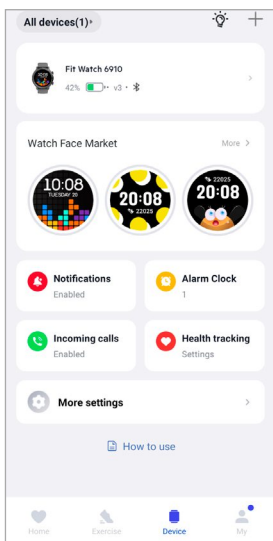 All devices(1)
Fit Watch 6910
42% v3
Watch Face Market
More
10:08
TUESDAY 20
20:08
22025
22025
20:08
Notifications
Enabled
Alarm Clock
1
Incoming calls
Enabled
Health tracking
Settings
More settings
How to use
Home
Exercise
Device
My